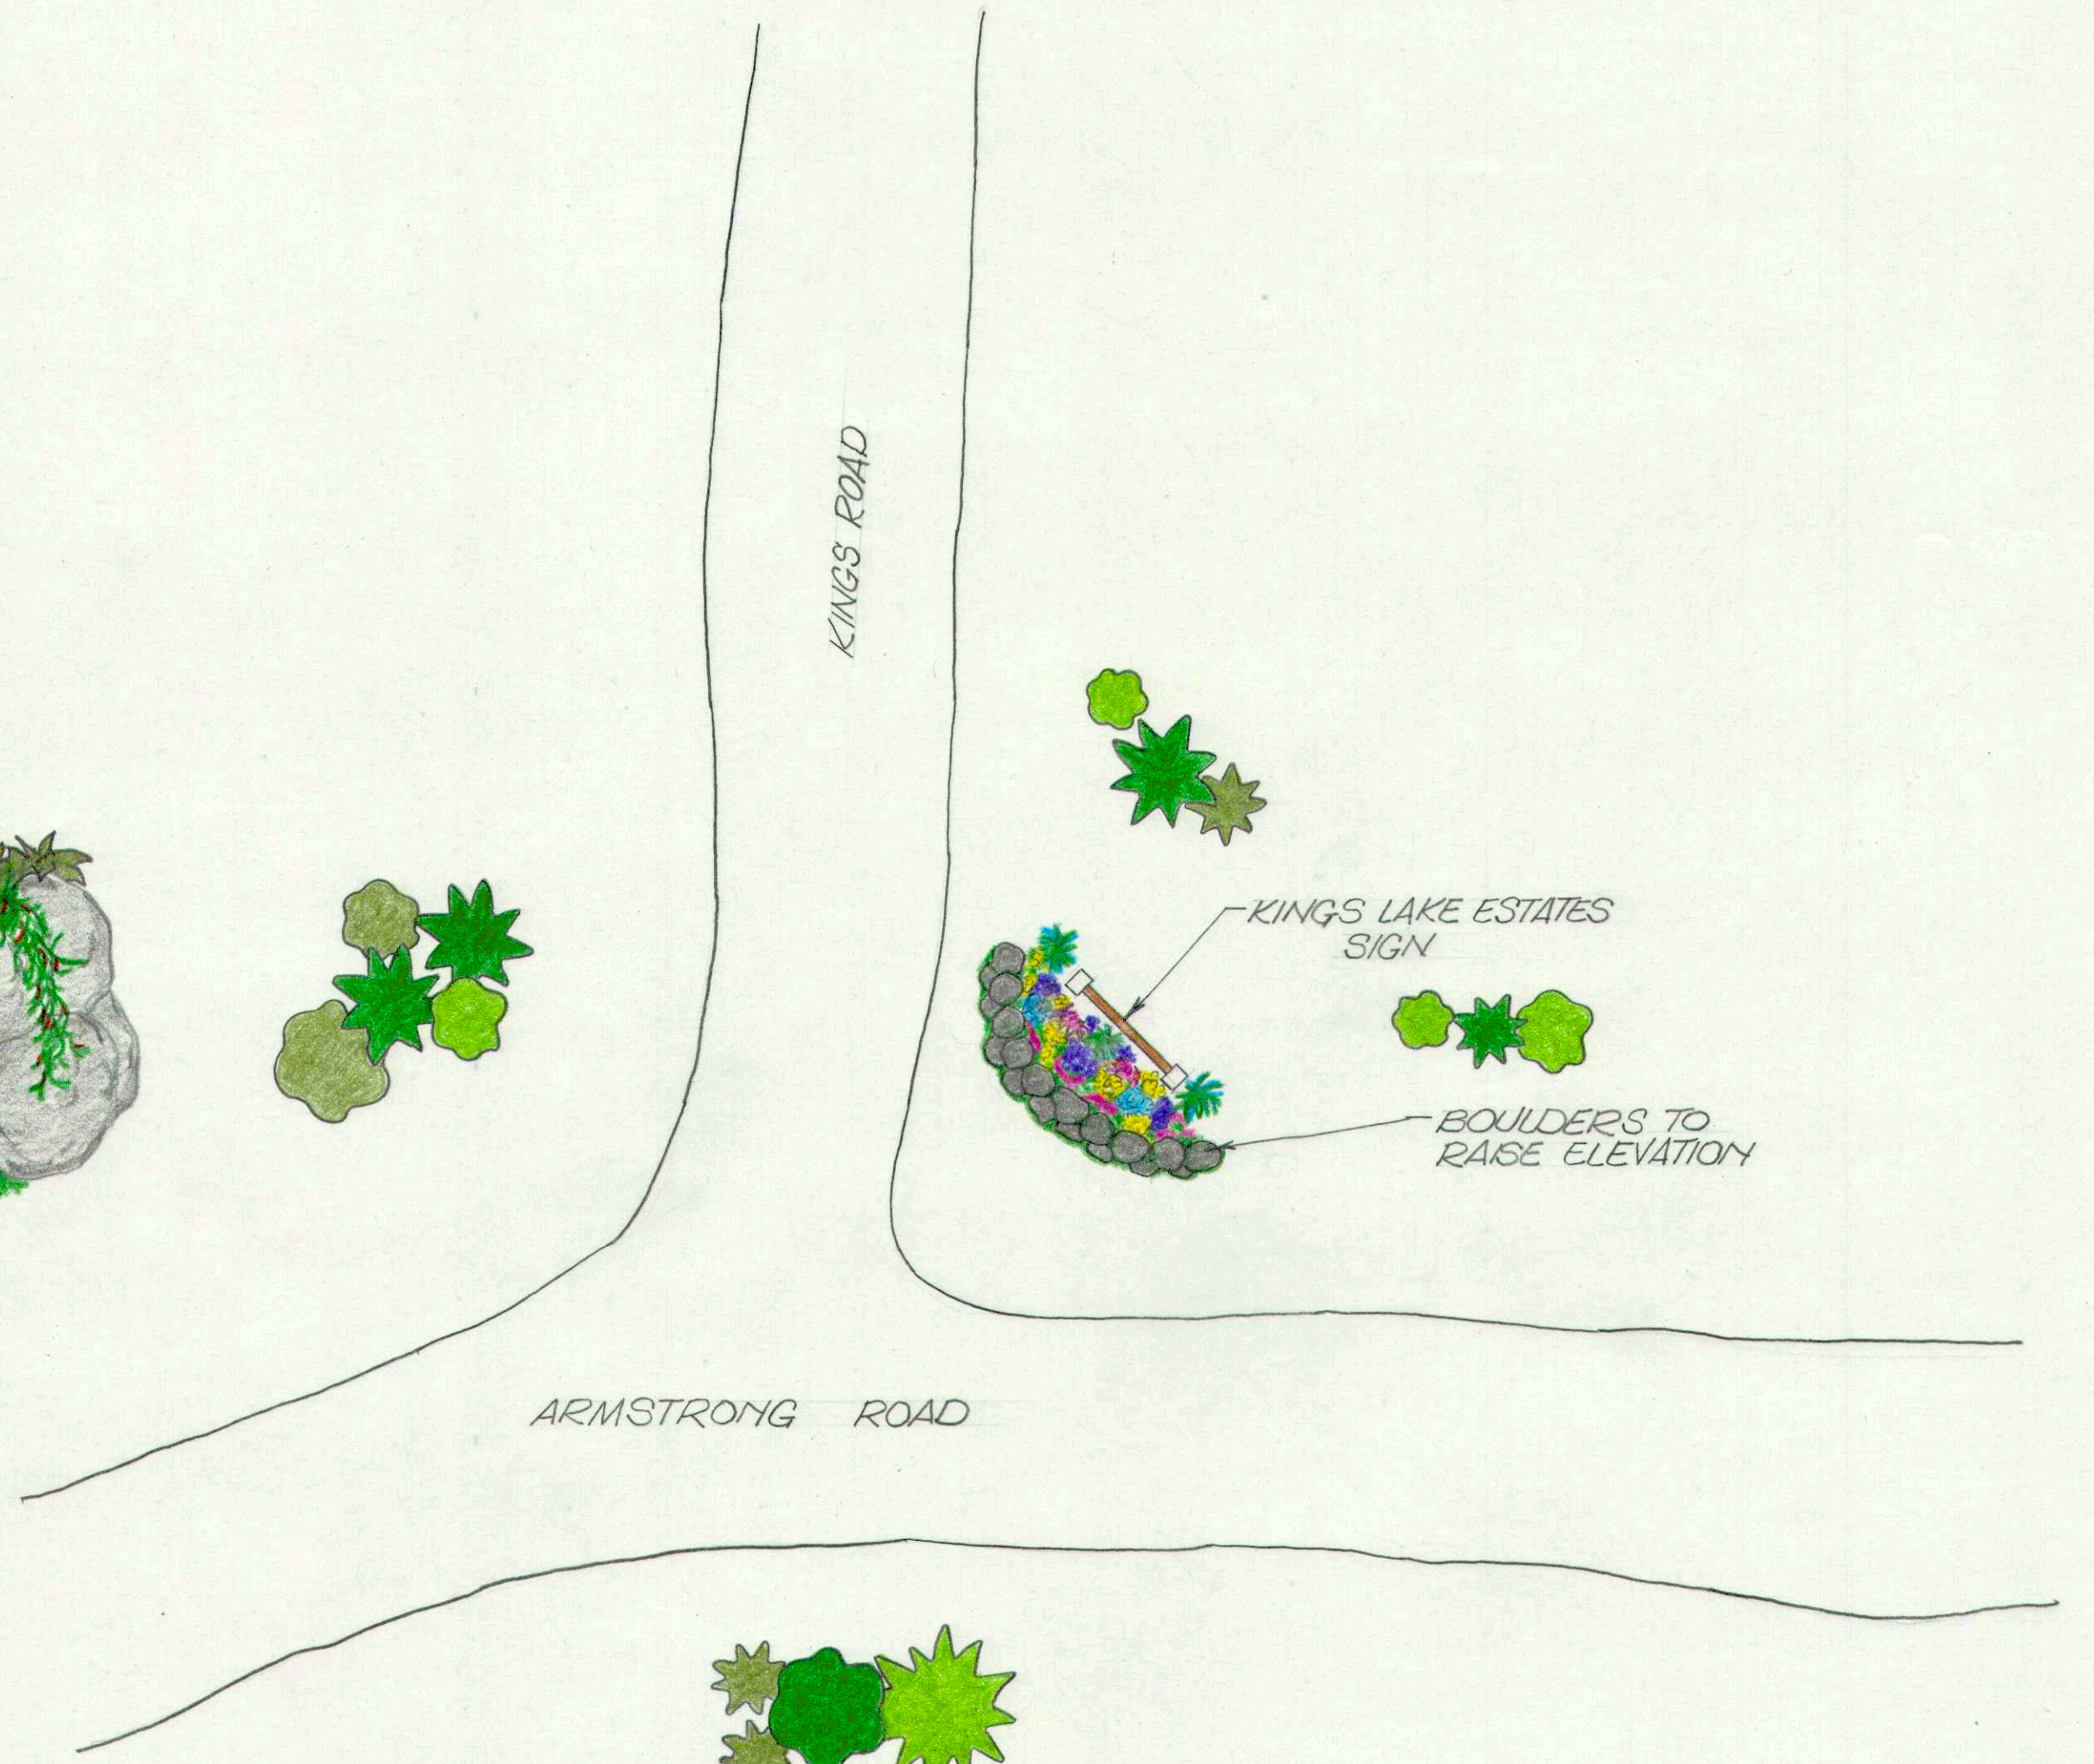 KINGS ROAD
KINGS LAKE ESTATES
SIGN
BOULDERS TO
RAISE ELEVATION
ARMSTRONG ROAD